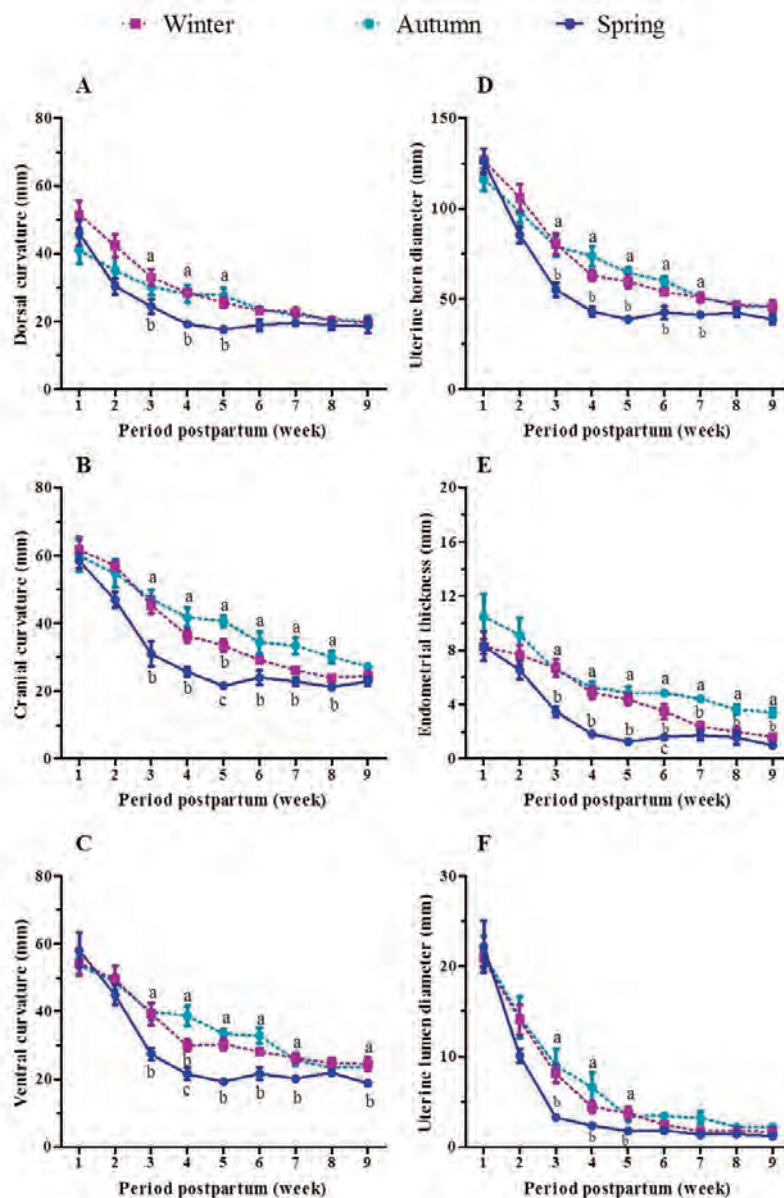 Winter Autumn Spring
A
80
60
40
20
0
Dorsal curvature (mm)
a a a
b b b
1 2 3 4 5 6 7 8 9
Period postpartum (week)
D
150
100
50
0
Uterine horn diameter (mm)
a a a a a
b b b b b
1 2 3 4 5 6 7 8 9
Period postpartum (week)
B
80
60
40
20
0
Cranial curvature (mm)
a a a a a a
b
b b c b b b
1 2 3 4 5 6 7 8 9
Period postpartum (week)
E
20
16
12
8
4
0
Endometrial thickness (mm)
a a a a a a a
b b b
b b b b
c
1 2 3 4 5 6 7 8 9
Period postpartum (week)
C
80
60
40
20
0
Ventral curvature (mm)
a a a a a a
b
b c b b b b
1 2 3 4 5 6 7 8 9
Period postpartum (week)
F
30
20
10
0
Uterine lumen diameter (mm)
a a a
b b b
1 2 3 4 5 6 7 8 9
Period postpartum (week)